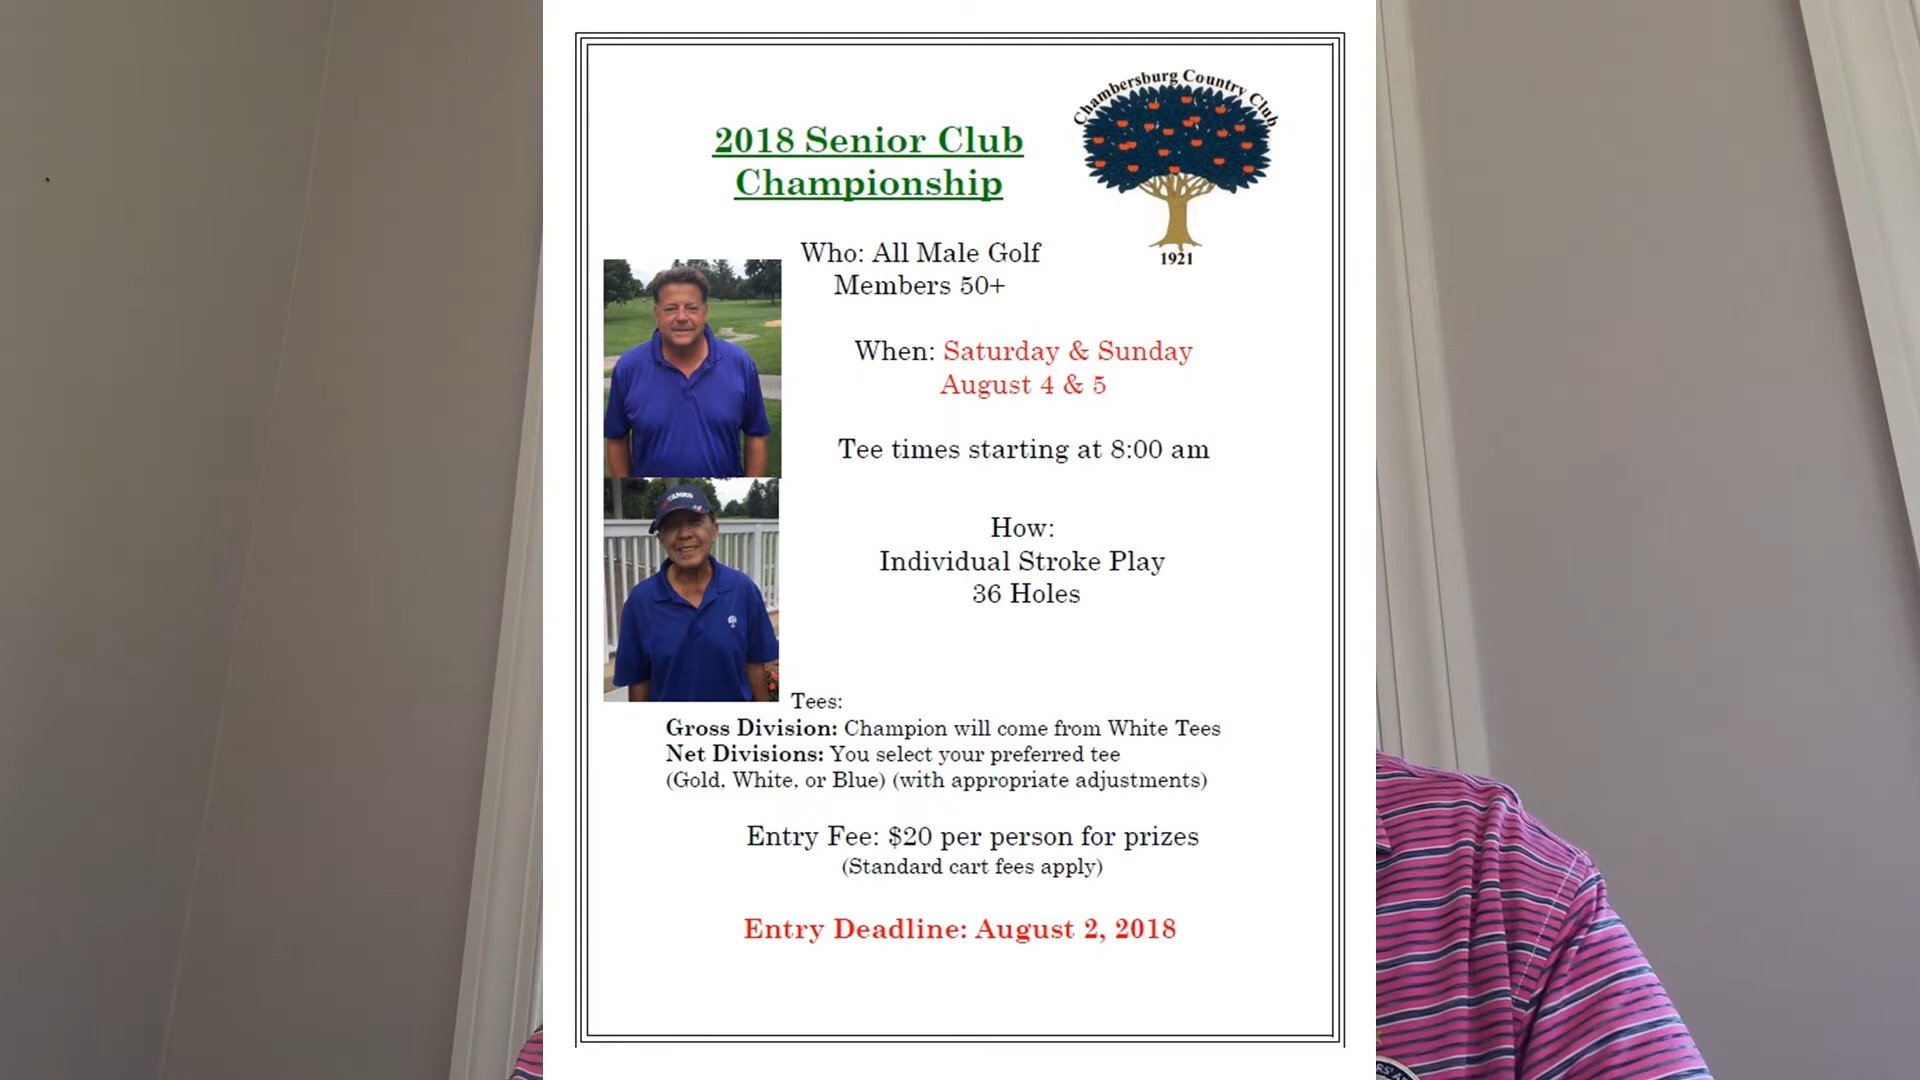 Chambersburg Country Club
1921
2018 Senior Club
Championship
Who: All Male Golf
Members 50+
When: Saturday & Sunday
August 4 & 5
Tee times starting at 8:00 am
How:
Individual Stroke Play
36 Holes
Tees:
Gross Division: Champion will come from White Tees
Net Divisions: You select your preferred tee
(Gold, White, or Blue) (with appropriate adjustments)
Entry Fee: $20 per person for prizes
(Standard cart fees apply)
Entry Deadline: August 2, 2018